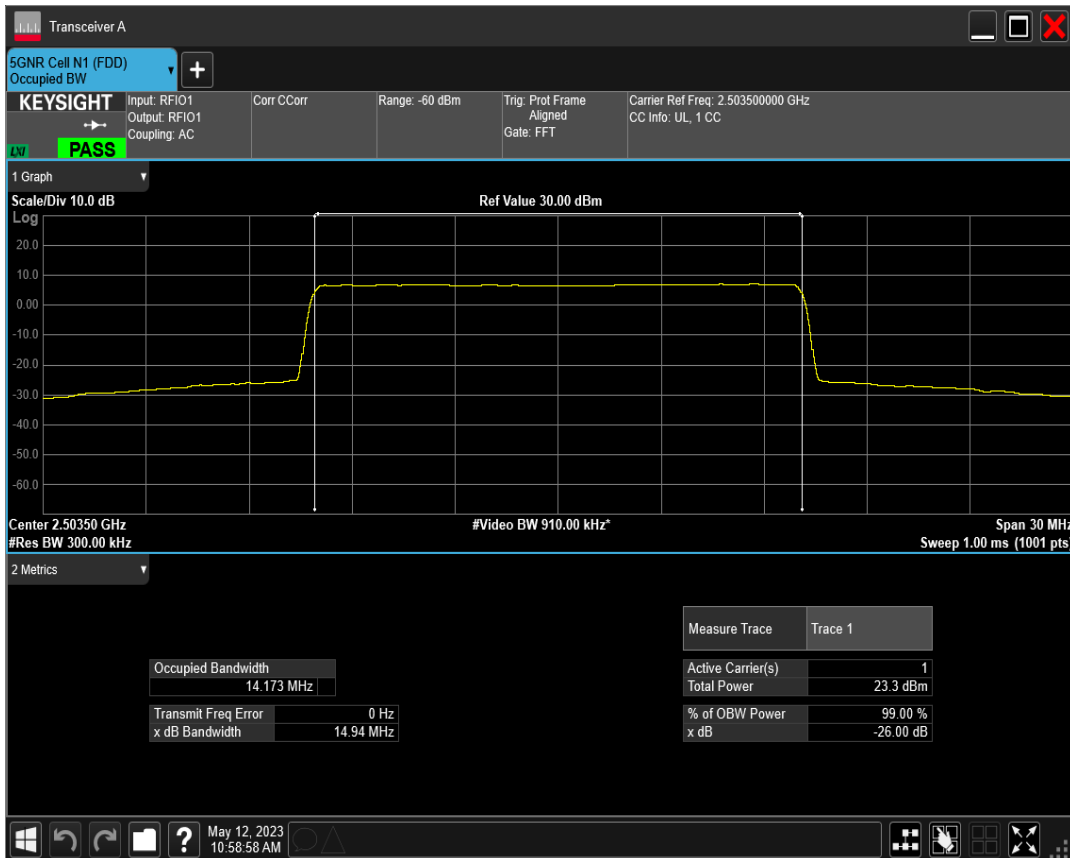 Transceiver A
5GNR Cell N1 (FDD)
Occupied BW
+
KEYSIGHT
LXI
PASS
Input: RFIO1
Output: RFIO1
Coupling: AC
Corr CCorr
Range: -60 dBm
Trig: Prot Frame
Aligned
Gate: FFT
Carrier Ref Freq: 2.503500000 GHz
CC Info: UL, 1 CC
1 Graph
Scale/Div 10.0 dB
Ref Value 30.00 dBm
Log
20.0
10.0
0.00
-10.0
-20.0
-30.0
-40.0
-50.0
-60.0
Center 2.50350 GHz
#Video BW 910.00 kHz*
Span 30 MHz
#Res BW 300.00 kHz
Sweep 1.00 ms (1001 pts)
2 Metrics
Measure Trace Trace 1
Occupied Bandwidth
14.173 MHz
Active Carrier(s) 1
Total Power 23.3 dBm
Transmit Freq Error 0 Hz
x dB Bandwidth 14.94 MHz
% of OBW Power 99.00 %
x dB -26.00 dB
?
May 12, 2023
10:58:58 AM